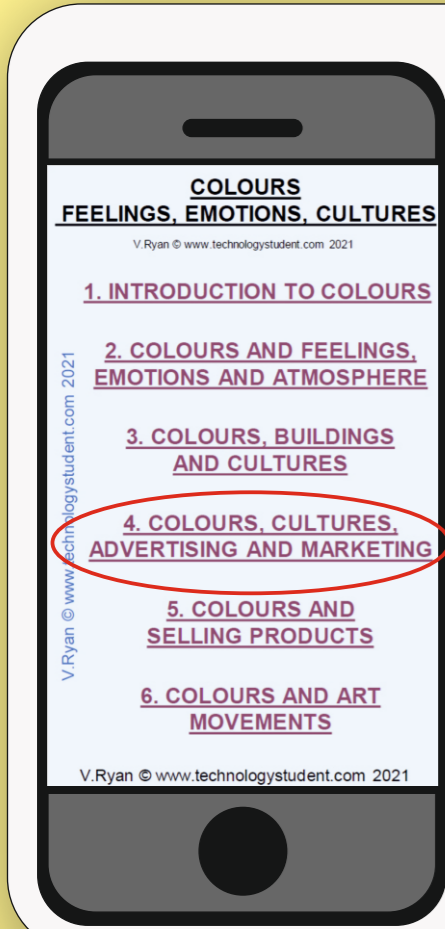 COLOURS
FEELINGS, EMOTIONS, CULTURES
V.Ryan © www.technologystudent.com 2021
1. INTRODUCTION TO COLOURS
2. COLOURS AND FEELINGS,
EMOTIONS AND ATMOSPHERE
3. COLOURS, BUILDINGS
AND CULTURES
4. COLOURS, CULTURES,
ADVERTISING AND MARKETING
5. COLOURS AND
SELLING PRODUCTS
6. COLOURS AND ART
MOVEMENTS
V.Ryan © www.technologystudent.com 2021
V.Ryan © www.technologystudent.com 2021